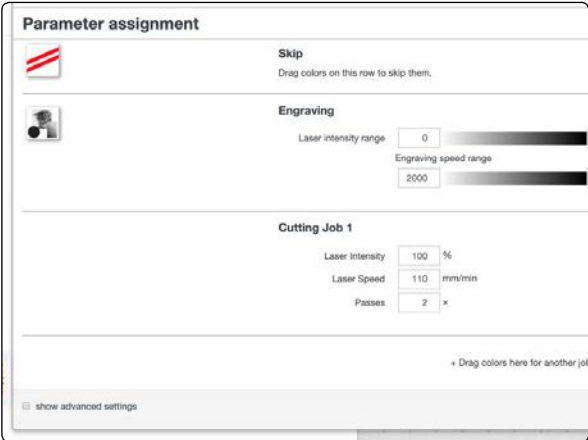 Parameter assignment
Skip
Drag colors on this row to skip them.
Engraving
Laser intensity range 0
Engraving speed range
2000
Cutting Job 1
Laser Intensity 100 %
Laser Speed 110 mm/min
Passes 2 ×
+ Drag colors here for another job
show advanced settings